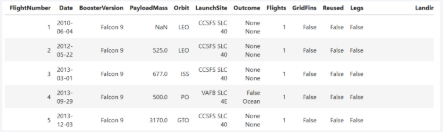 FlightNumber Date BoosterVersion PayloadMass Orbit LaunchSite Outcome Flights GridFins Reused Legs Landin
1 2010-06-04 Falcon 9 NaN LEO CCSFS SLC 40 None None 1 False False False
2 2012-05-22 Falcon 9 525.0 LEO CCSFS SLC 40 None None 1 False False False
3 2013-03-01 Falcon 9 677.0 ISS CCSFS SLC 40 None None 1 False False False
4 2013-09-29 Falcon 9 500.0 PO VAFB SLC 4E False Ocean 1 False False False
5 2013-12-03 Falcon 9 3170.0 GTO CCSFS SLC 40 None None 1 False False False